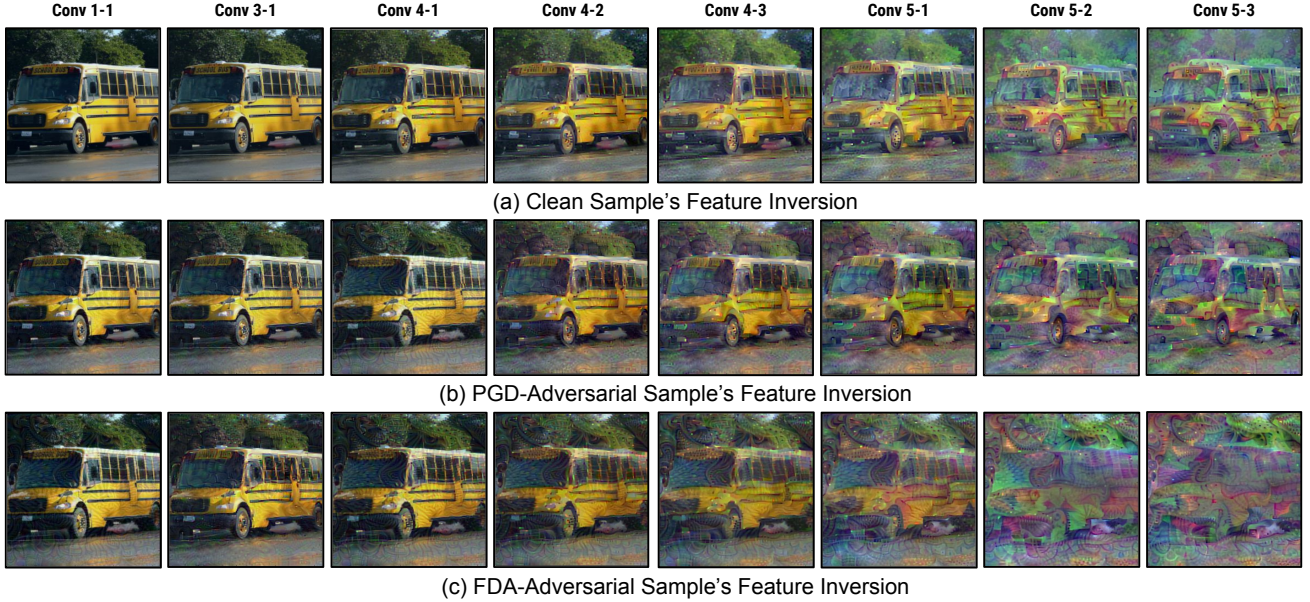 Conv 1-1 Conv 3-1 Conv 4-1 Conv 4-2 Conv 4-3 Conv 5-1 Conv 5-2 Conv 5-3
SCHOOL BUS
(a) Clean Sample's Feature Inversion
(b) PGD-Adversarial Sample's Feature Inversion
(c) FDA-Adversarial Sample's Feature Inversion